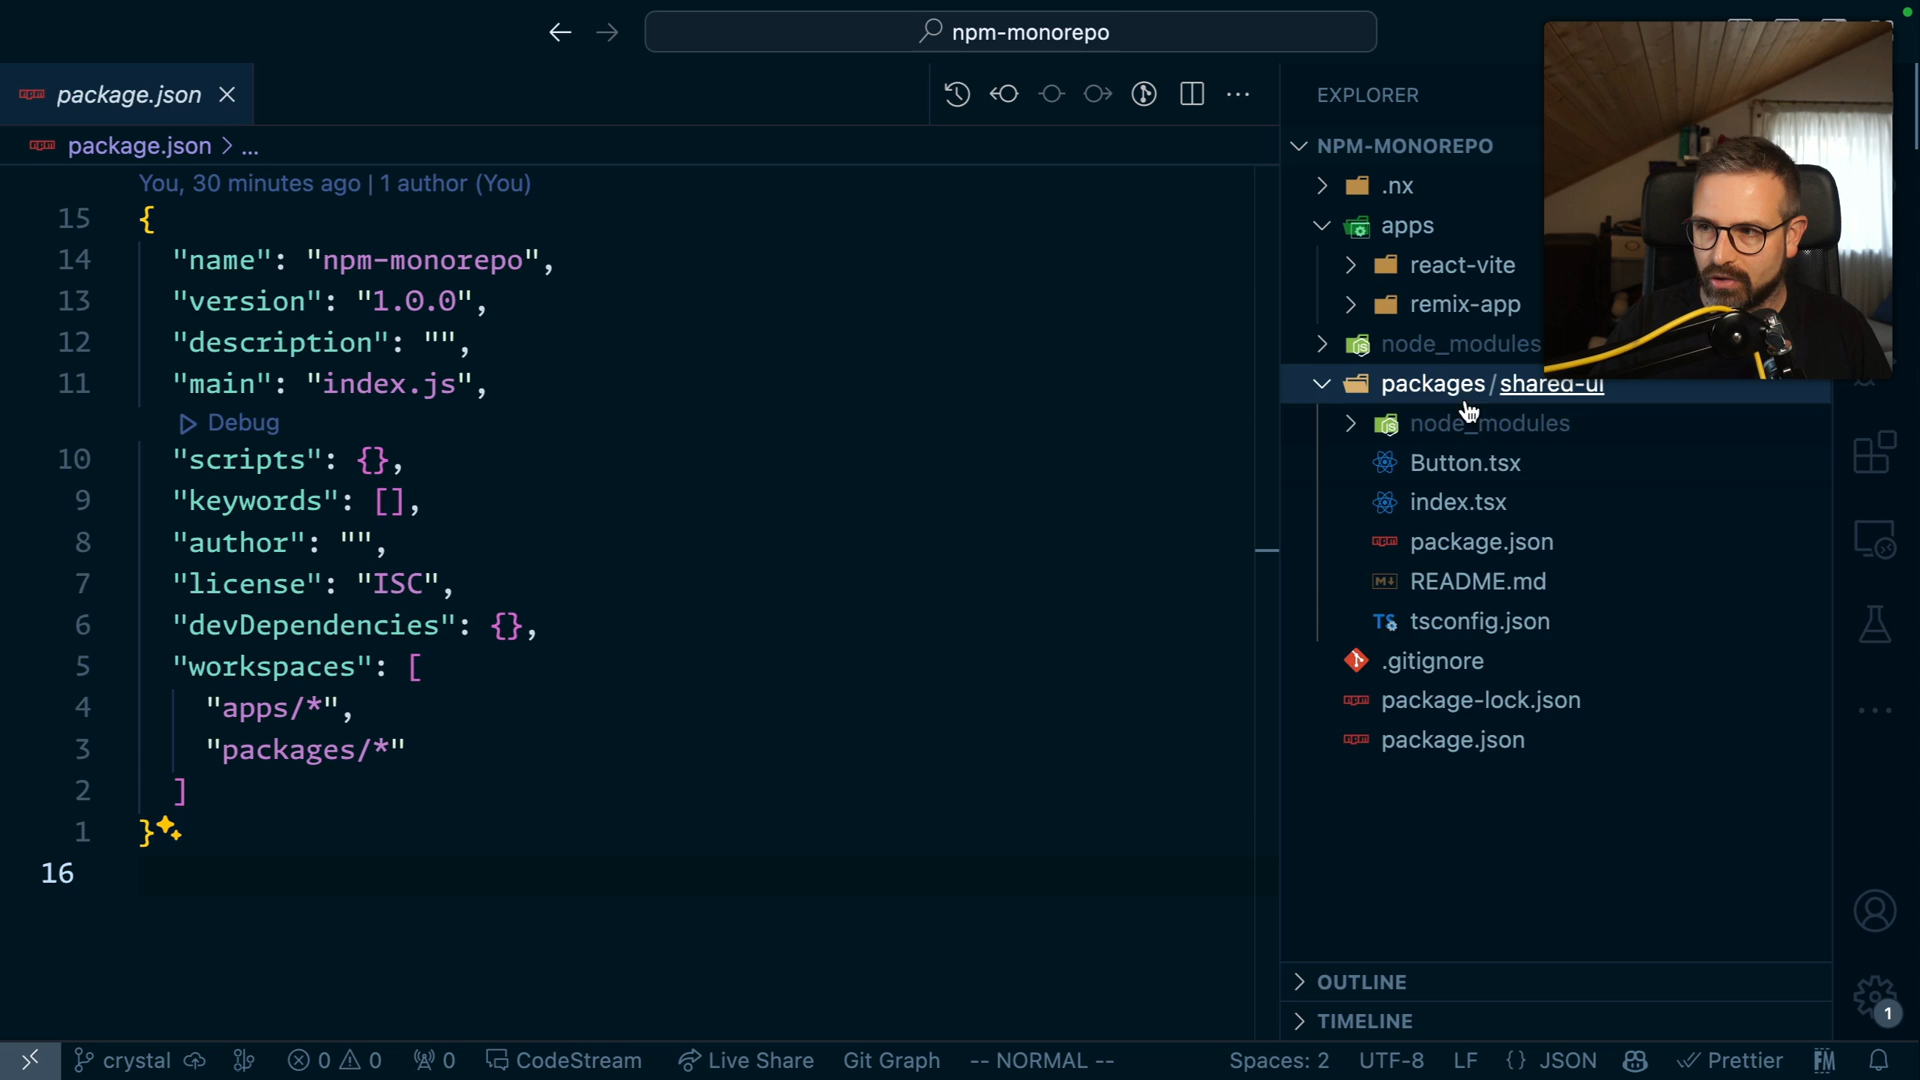 npm-monorepo
package.json
EXPLORER
package.json > ...
NPM-MONOREPO
You, 30 minutes ago | 1 author (You)
15 {
14 "name": "npm-monorepo",
13 "version": "1.0.0",
12 "description": "",
11 "main": "index.js",
Debug
10 "scripts": {},
9 "keywords": [],
8 "author": "",
7 "license": "ISC",
6 "devDependencies": {},
5 "workspaces": [
4 "apps/*",
3 "packages/*"
2 ]
1 }
16
.nx
apps
react-vite
remix-app
node_modules
packages/shared-ui
node_modules
Button.tsx
index.tsx
package.json
README.md
tsconfig.json
.gitignore
package-lock.json
package.json
OUTLINE
TIMELINE
1
crystal 0 0 0 CodeStream Live Share Git Graph -- NORMAL -- Spaces: 2 UTF-8 LF {} JSON Prettier FM